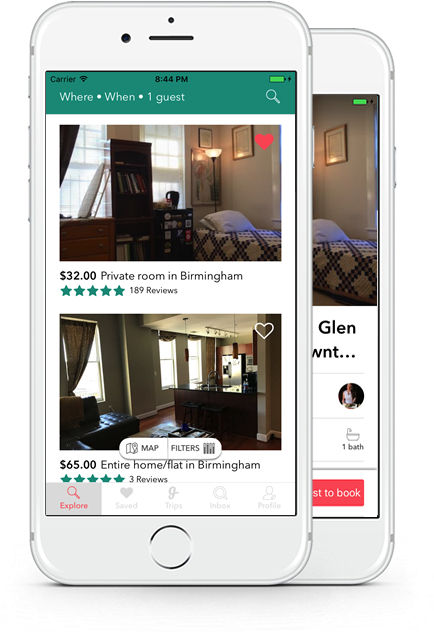 Carrier 8:44 PM
Where • When • 1 guest
$32.00 Private room in Birmingham
189 Reviews
MAP FILTERS
$65.00 Entire home/flat in Birmingham
3 Reviews
Explore Saved Trips Inbox Profile
Glen
wnt...
1 bath
st to book